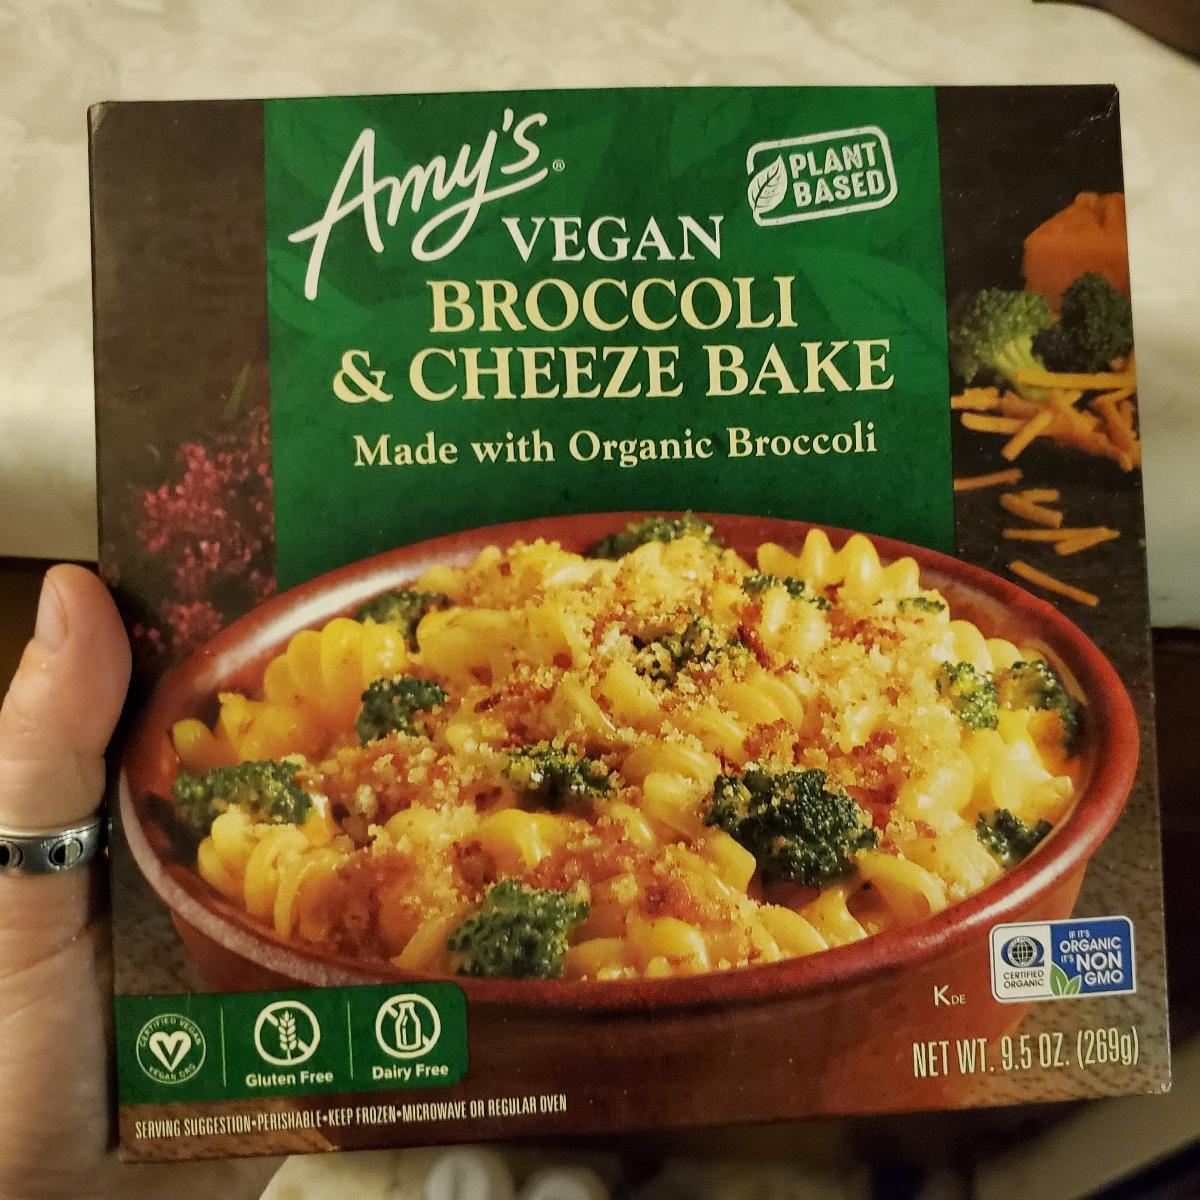 Amy's®
PLANT
BASED
VEGAN
BROCCOLI
& CHEEZE BAKE
Made with Organic Broccoli
IF IT'S
ORGANIC
IT'S NON
GMO
CERTIFIED
ORGANIC
K DE
NET WT. 9.5 OZ. (269g)
CERTIFIED VEGAN
VEGAN.ORG
Gluten Free
Dairy Free
SERVING SUGGESTION•PERISHABLE•KEEP FROZEN•MICROWAVE OR REGULAR OVEN